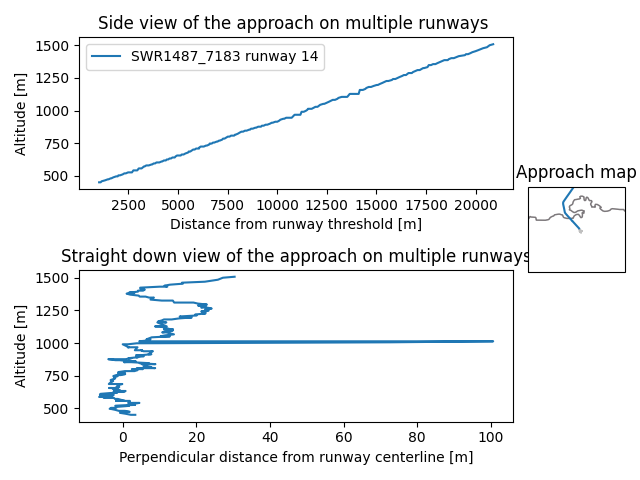 Side view of the approach on multiple runways
1500
1250
1000
750
500
Altitude [m]
SWR1487_7183 runway 14
2500 5000 7500 10000 12500 15000 17500 20000
Distance from runway threshold [m]
Approach map
Straight down view of the approach on multiple runways
1500
1250
1000
750
500
Altitude [m]
0 20 40 60 80 100
Perpendicular distance from runway centerline [m]